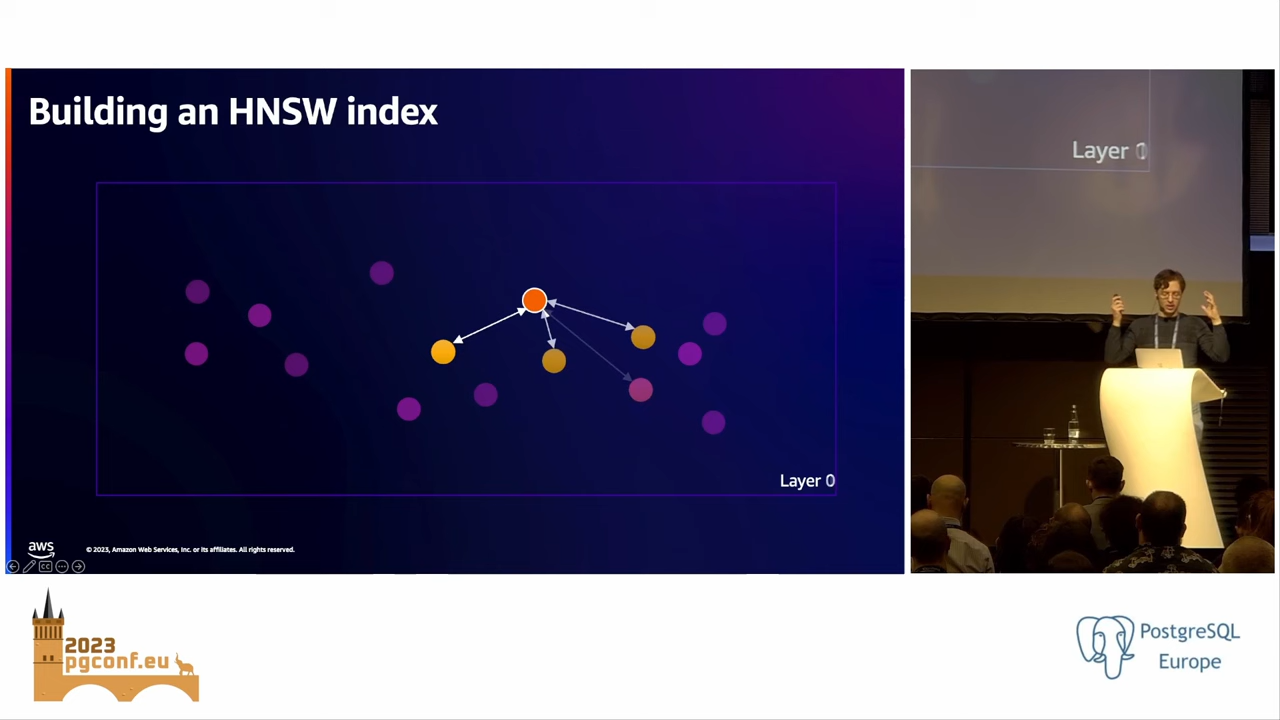 Building an HNSW index
Layer 0
aws
© 2023, Amazon Web Services, Inc. or its affiliates. All rights reserved.
CC
Layer 0
2023
pgconf.eu
PostgreSQL
Europe